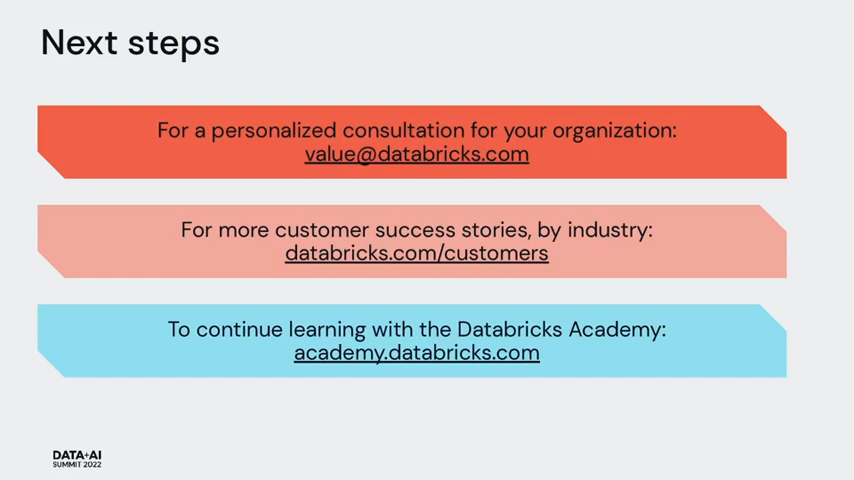 Next steps
For a personalized consultation for your organization:
value@databricks.com
For more customer success stories, by industry:
databricks.com/customers
To continue learning with the Databricks Academy:
academy.databricks.com
DATA+AI
SUMMIT 2022